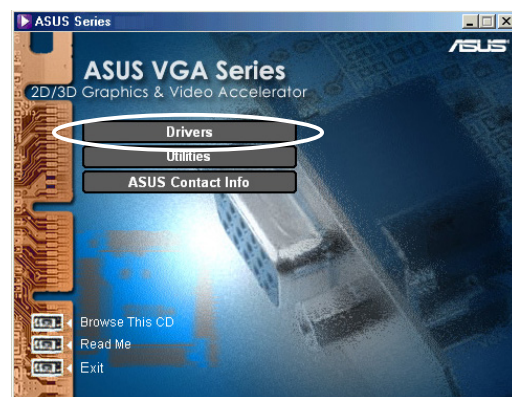 ASUS Series
ASUS
ASUS VGA Series
2D/3D Graphics & Video Accelerator
Drivers
Utilities
ASUS Contact Info
Browse This CD
Read Me
Exit